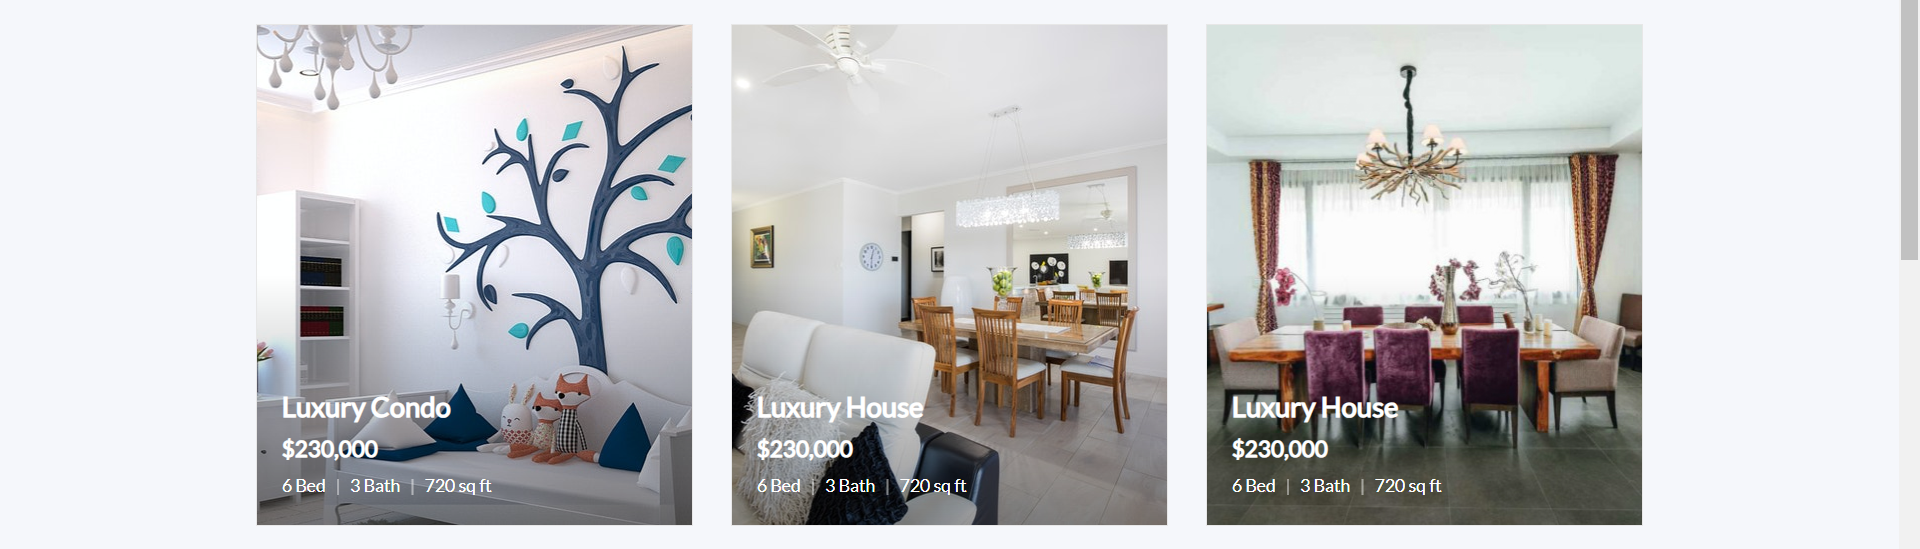 Luxury Condo
$230,000
6 Bed | 3 Bath | 720 sq ft
Luxury House
$230,000
6 Bed | 3 Bath | 720 sq ft
Luxury House
$230,000
6 Bed | 3 Bath | 720 sq ft